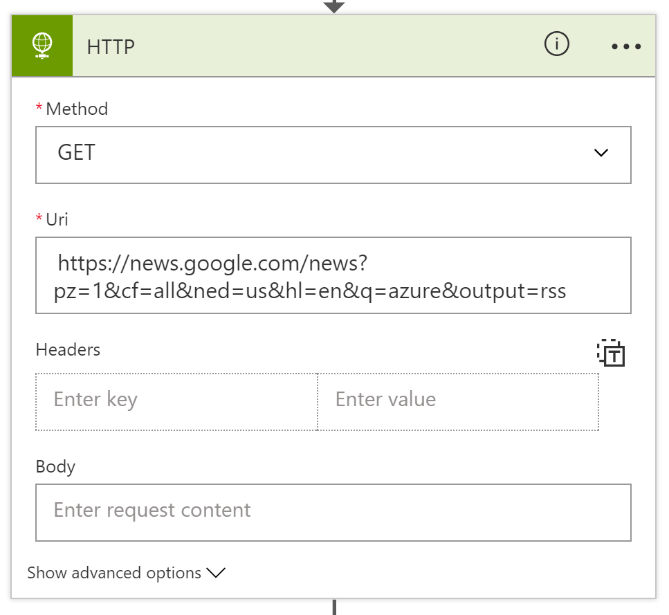 HTTP
* Method
GET
* Uri
https://news.google.com/news?
pz=1&cf=all&ned=us&hl=en&q=azure&output=rss
Headers
T
Enter key Enter value
Body
Enter request content
Show advanced options